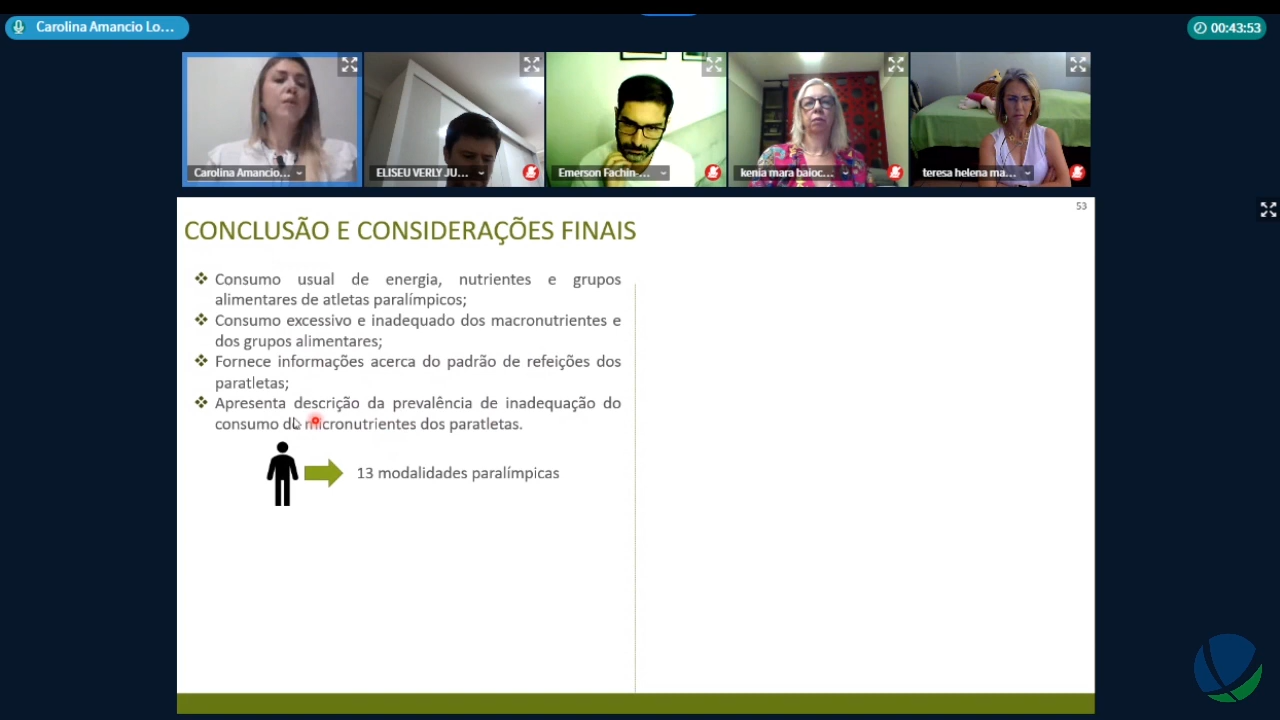 Carolina Amancio Lo...
00:43:53
Carolina Amancio...
ELISEU VERLY JU...
Emerson Fachin-...
kenia mara baioc...
teresa helena ma...
53
CONCLUSÃO E CONSIDERAÇÕES FINAIS
❖ Consumo usual de energia, nutrientes e grupos
alimentares de atletas paralímpicos;
❖ Consumo excessivo e inadequado dos macronutrientes e
dos grupos alimentares;
❖ Fornece informações acerca do padrão de refeições dos
paratletas;
❖ Apresenta descrição da prevalência de inadequação do
consumo de micronutrientes dos paratletas.
13 modalidades paralímpicas